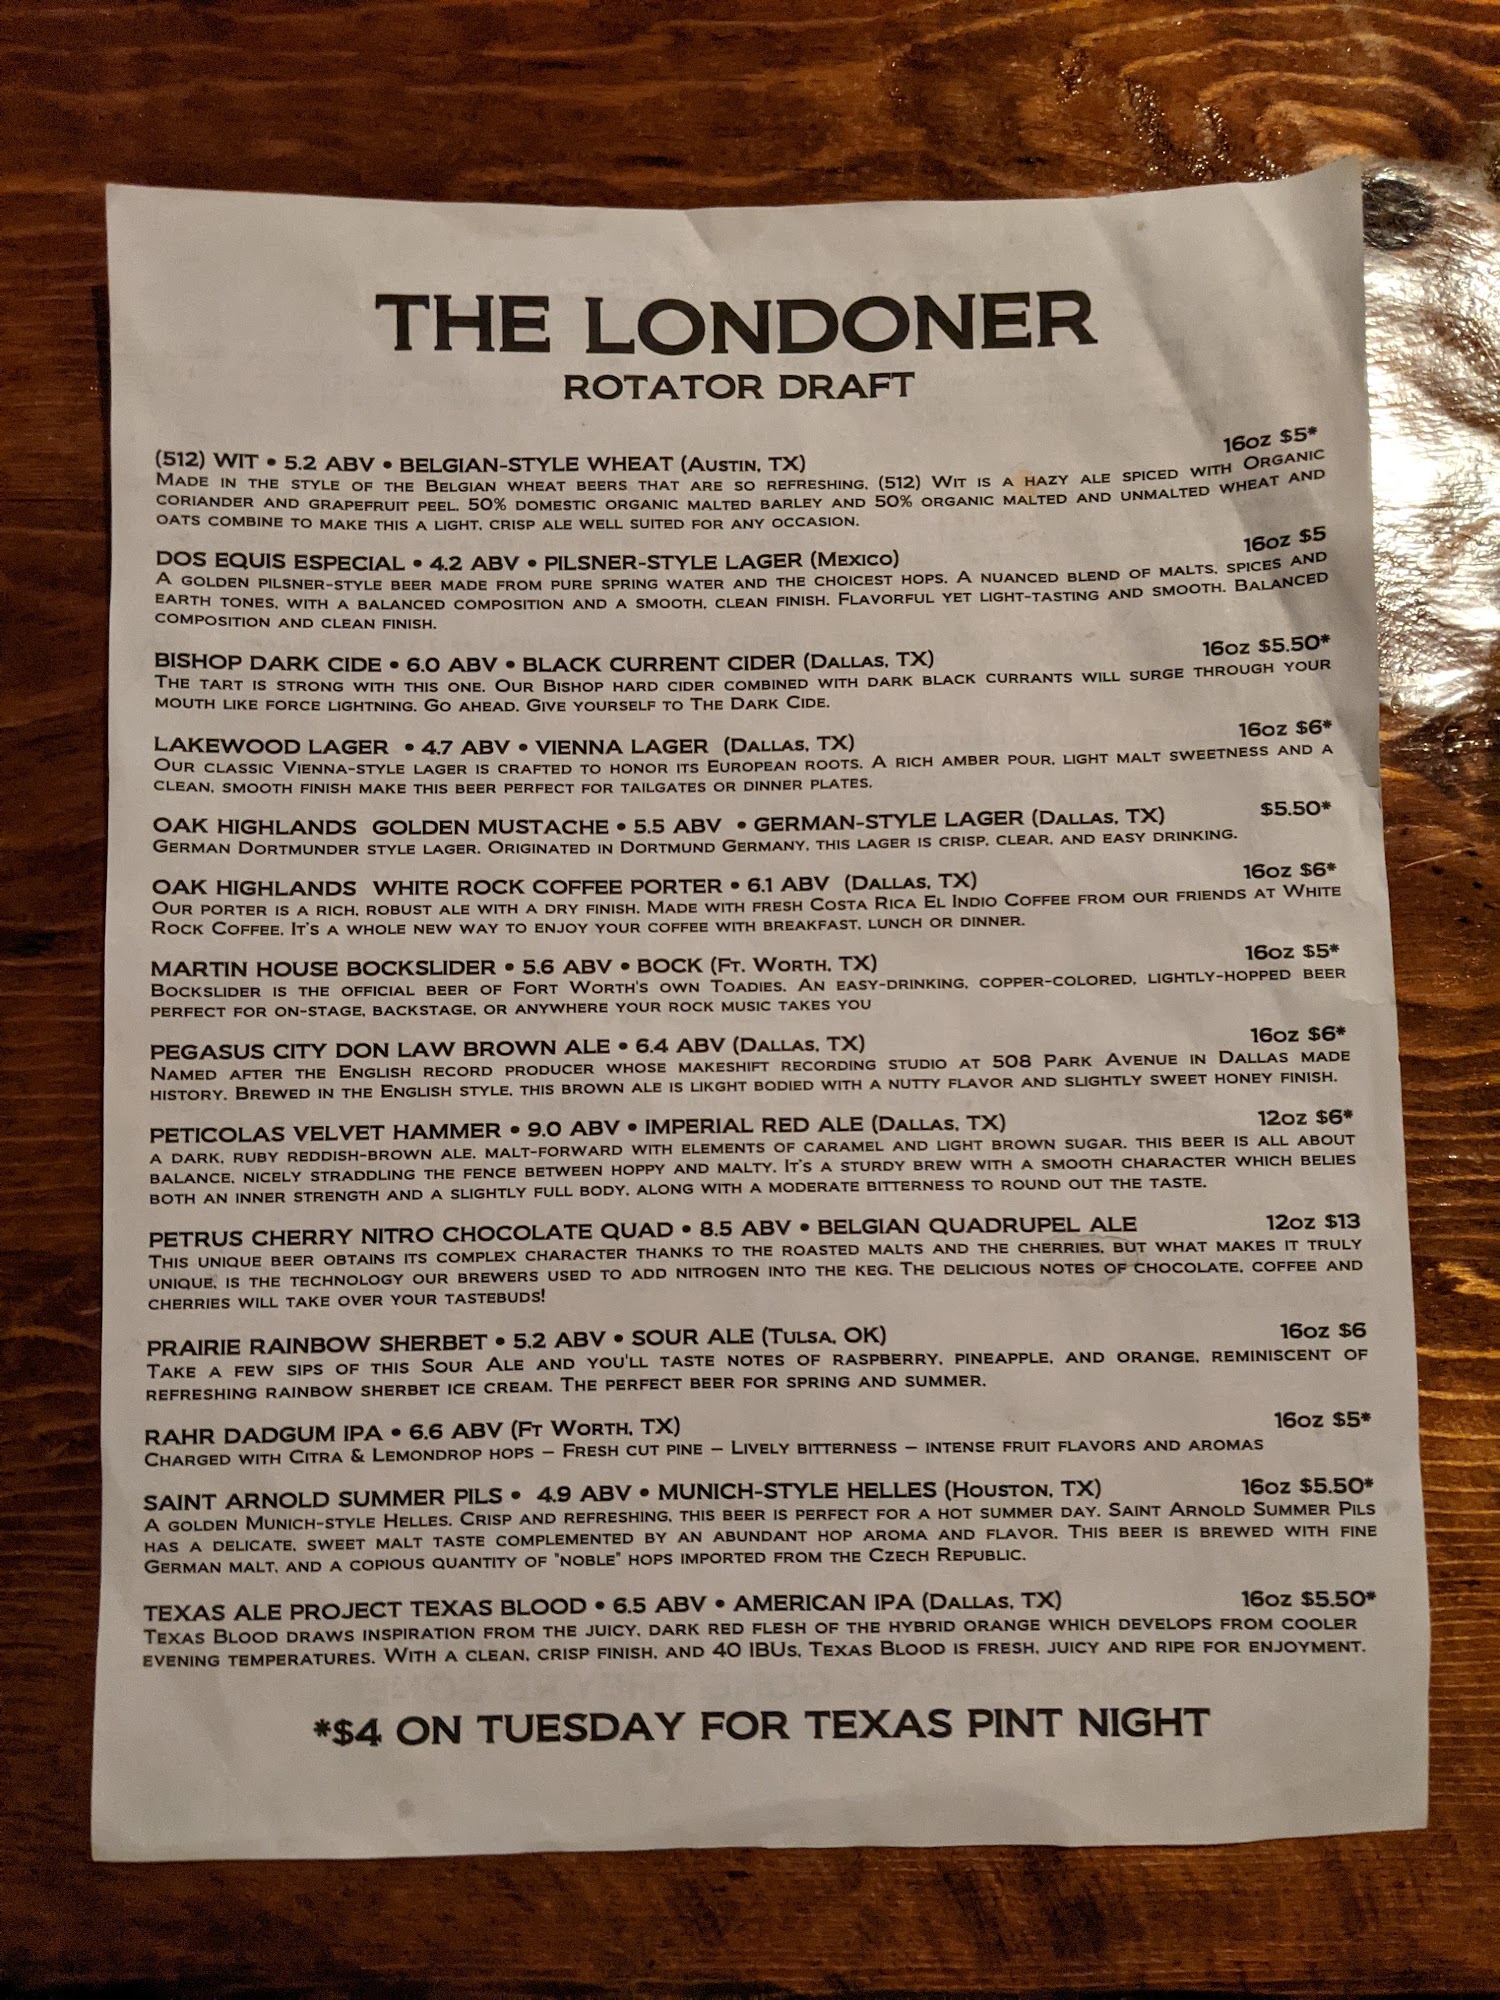 THE LONDONER
ROTATOR DRAFT
(512) WIT • 5.2 ABV • BELGIAN-STYLE WHEAT (AUSTIN, TX) 16OZ $5*
MADE IN THE STYLE OF THE BELGIAN WHEAT BEERS THAT ARE SO REFRESHING, (512) WIT IS A HAZY ALE SPICED WITH ORGANIC
CORIANDER AND GRAPEFRUIT PEEL. 50% DOMESTIC ORGANIC MALTED BARLEY AND 50% ORGANIC MALTED AND UNMALTED WHEAT AND
OATS COMBINE TO MAKE THIS A LIGHT, CRISP ALE WELL SUITED FOR ANY OCCASION.
DOS EQUIS ESPECIAL • 4.2 ABV • PILSNER-STYLE LAGER (MEXICO) 16OZ $5
A GOLDEN PILSNER-STYLE BEER MADE FROM PURE SPRING WATER AND THE CHOICEST HOPS. A NUANCED BLEND OF MALTS, SPICES AND
EARTH TONES, WITH A BALANCED COMPOSITION AND A SMOOTH, CLEAN FINISH. FLAVORFUL YET LIGHT-TASTING AND SMOOTH. BALANCED
COMPOSITION AND CLEAN FINISH.
BISHOP DARK CIDE • 6.0 ABV • BLACK CURRENT CIDER (DALLAS, TX) 16OZ $5.50*
THE TART IS STRONG WITH THIS ONE. OUR BISHOP HARD CIDER COMBINED WITH DARK BLACK CURRANTS WILL SURGE THROUGH YOUR
MOUTH LIKE FORCE LIGHTNING. GO AHEAD. GIVE YOURSELF TO THE DARK CIDE.
LAKEWOOD LAGER • 4.7 ABV • VIENNA LAGER (DALLAS, TX) 16OZ $6*
OUR CLASSIC VIENNA-STYLE LAGER IS CRAFTED TO HONOR ITS EUROPEAN ROOTS. A RICH AMBER POUR, LIGHT MALT SWEETNESS AND A
CLEAN, SMOOTH FINISH MAKE THIS BEER PERFECT FOR TAILGATES OR DINNER PLATES.
OAK HIGHLANDS GOLDEN MUSTACHE • 5.5 ABV • GERMAN-STYLE LAGER (DALLAS, TX) $5.50*
GERMAN DORTMUNDER STYLE LAGER. ORIGINATED IN DORTMUND GERMANY, THIS LAGER IS CRISP, CLEAR, AND EASY DRINKING.
OAK HIGHLANDS WHITE ROCK COFFEE PORTER • 6.1 ABV (DALLAS, TX) 16OZ $6*
OUR PORTER IS A RICH, ROBUST ALE WITH A DRY FINISH. MADE WITH FRESH COSTA RICA EL INDIO COFFEE FROM OUR FRIENDS AT WHITE
ROCK COFFEE. IT'S A WHOLE NEW WAY TO ENJOY YOUR COFFEE WITH BREAKFAST, LUNCH OR DINNER.
MARTIN HOUSE BOCKSLIDER • 5.6 ABV • BOCK (FT. WORTH, TX) 16OZ $5*
BOCKSLIDER IS THE OFFICIAL BEER OF FORT WORTH'S OWN TOADIES. AN EASY-DRINKING, COPPER-COLORED, LIGHTLY-HOPPED BEER
PERFECT FOR ON-STAGE, BACKSTAGE, OR ANYWHERE YOUR ROCK MUSIC TAKES YOU
PEGASUS CITY DON LAW BROWN ALE • 6.4 ABV (DALLAS, TX) 16OZ $6*
NAMED AFTER THE ENGLISH RECORD PRODUCER WHOSE MAKESHIFT RECORDING STUDIO AT 508 PARK AVENUE IN DALLAS MADE
HISTORY. BREWED IN THE ENGLISH STYLE, THIS BROWN ALE IS LIKGHT BODIED WITH A NUTTY FLAVOR AND SLIGHTLY SWEET HONEY FINISH.
PETICOLAS VELVET HAMMER • 9.0 ABV • IMPERIAL RED ALE (DALLAS, TX) 12OZ $6*
A DARK, RUBY REDDISH-BROWN ALE. MALT-FORWARD WITH ELEMENTS OF CARAMEL AND LIGHT BROWN SUGAR. THIS BEER IS ALL ABOUT
BALANCE, NICELY STRADDLING THE FENCE BETWEEN HOPPY AND MALTY. IT'S A STURDY BREW WITH A SMOOTH CHARACTER WHICH BELIES
BOTH AN INNER STRENGTH AND A SLIGHTLY FULL BODY, ALONG WITH A MODERATE BITTERNESS TO ROUND OUT THE TASTE.
PETRUS CHERRY NITRO CHOCOLATE QUAD • 8.5 ABV • BELGIAN QUADRUPEL ALE 12OZ $13
THIS UNIQUE BEER OBTAINS ITS COMPLEX CHARACTER THANKS TO THE ROASTED MALTS AND THE CHERRIES, BUT WHAT MAKES IT TRULY
UNIQUE, IS THE TECHNOLOGY OUR BREWERS USED TO ADD NITROGEN INTO THE KEG. THE DELICIOUS NOTES OF CHOCOLATE, COFFEE AND
CHERRIES WILL TAKE OVER YOUR TASTEBUDS!
PRAIRIE RAINBOW SHERBET • 5.2 ABV • SOUR ALE (TULSA, OK) 16OZ $6
TAKE A FEW SIPS OF THIS SOUR ALE AND YOU'LL TASTE NOTES OF RASPBERRY, PINEAPPLE, AND ORANGE, REMINISCENT OF
REFRESHING RAINBOW SHERBET ICE CREAM. THE PERFECT BEER FOR SPRING AND SUMMER.
RAHR DADGUM IPA • 6.6 ABV (FT WORTH, TX) 16OZ $5*
CHARGED WITH CITRA & LEMONDROP HOPS – FRESH CUT PINE – LIVELY BITTERNESS – INTENSE FRUIT FLAVORS AND AROMAS
SAINT ARNOLD SUMMER PILS • 4.9 ABV • MUNICH-STYLE HELLES (HOUSTON, TX) 16OZ $5.50*
A GOLDEN MUNICH-STYLE HELLES. CRISP AND REFRESHING, THIS BEER IS PERFECT FOR A HOT SUMMER DAY. SAINT ARNOLD SUMMER PILS
HAS A DELICATE, SWEET MALT TASTE COMPLEMENTED BY AN ABUNDANT HOP AROMA AND FLAVOR. THIS BEER IS BREWED WITH FINE
GERMAN MALT, AND A COPIOUS QUANTITY OF "NOBLE" HOPS IMPORTED FROM THE CZECH REPUBLIC.
TEXAS ALE PROJECT TEXAS BLOOD • 6.5 ABV • AMERICAN IPA (DALLAS, TX) 16OZ $5.50*
TEXAS BLOOD DRAWS INSPIRATION FROM THE JUICY, DARK RED FLESH OF THE HYBRID ORANGE WHICH DEVELOPS FROM COOLER
EVENING TEMPERATURES. WITH A CLEAN, CRISP FINISH, AND 40 IBUS, TEXAS BLOOD IS FRESH, JUICY AND RIPE FOR ENJOYMENT.
*$4 ON TUESDAY FOR TEXAS PINT NIGHT